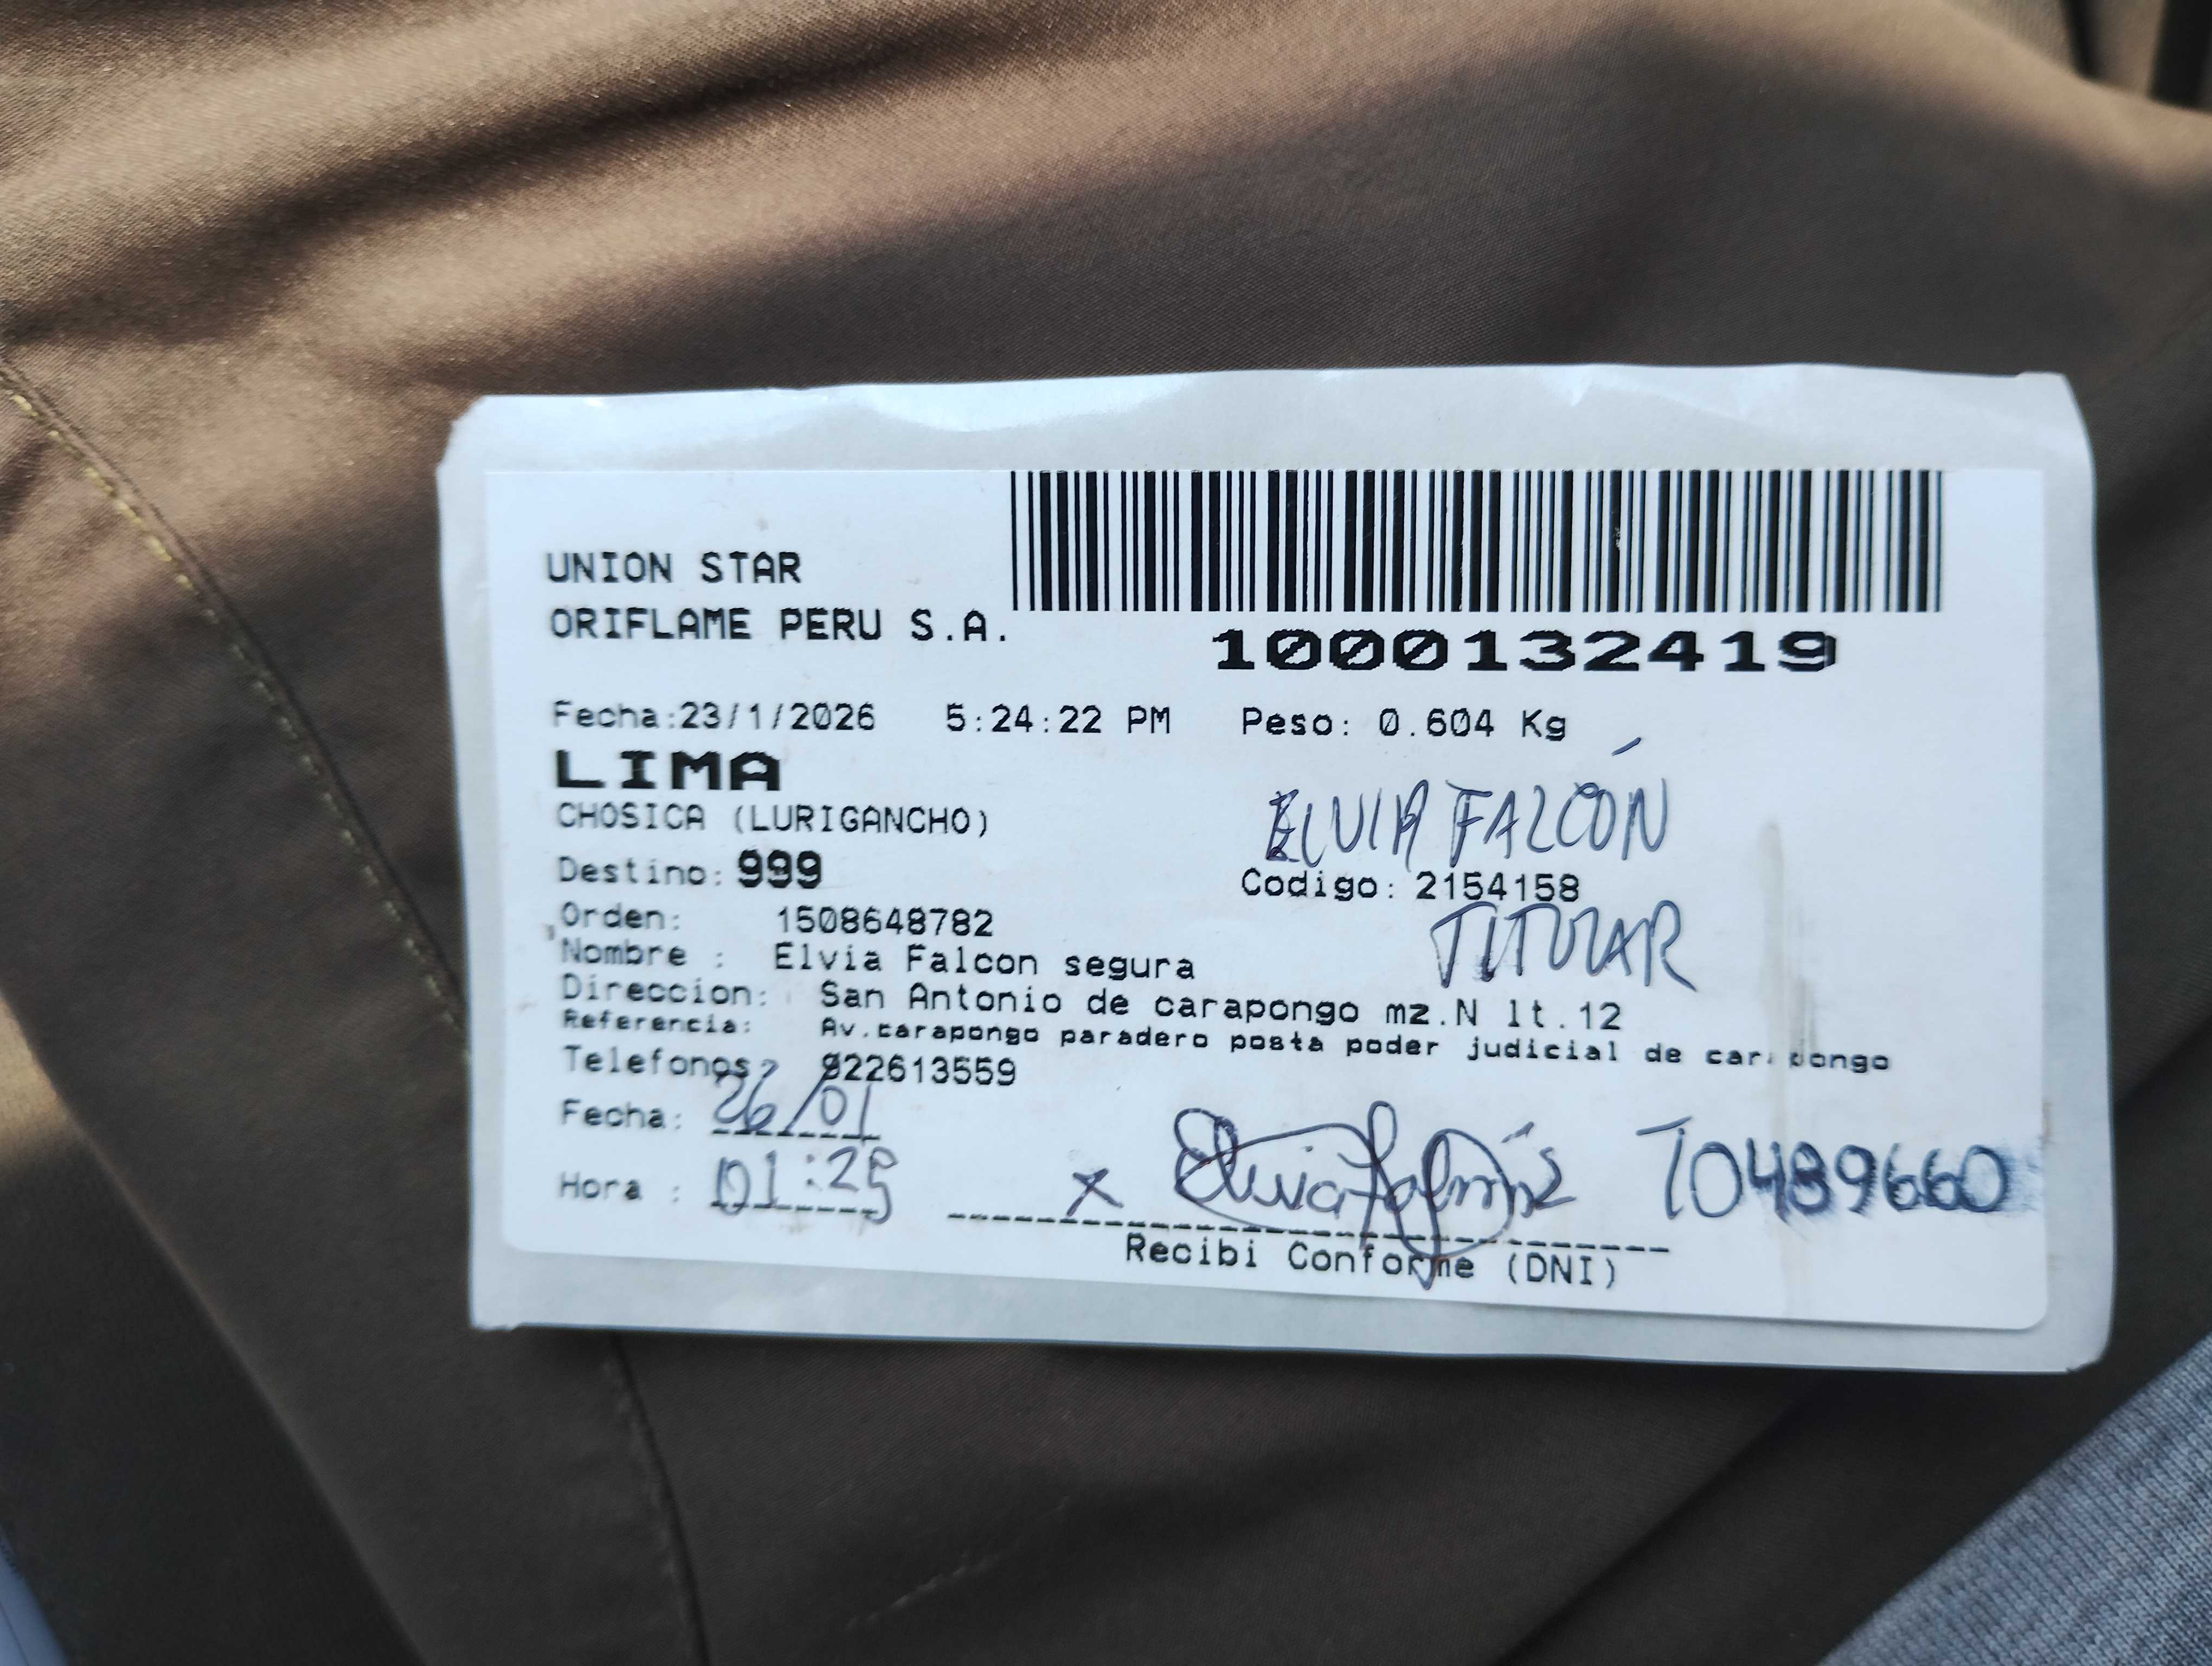 UNION STAR
ORIFLAME PERU S.A.
1000132419
Fecha:23/1/2026 5:24:22 PM Peso: 0.604 Kg
LIMA
CHOSICA (LURIGANCHO)
ELVIA FALCÓN
Destino: 999
Codigo: 2154158
Orden: 1508648782
TITULAR
Nombre : Elvia Falcon segura
Direccion: San Antonio de carapongo mz.N lt.12
Referencia: Av.carapongo paradero posta poder judicial de carapongo
Telefonos: 922613559
Fecha: 26/01
Hora : 01:25
x Elvia Falcón S
Recibi Conforme (DNI)